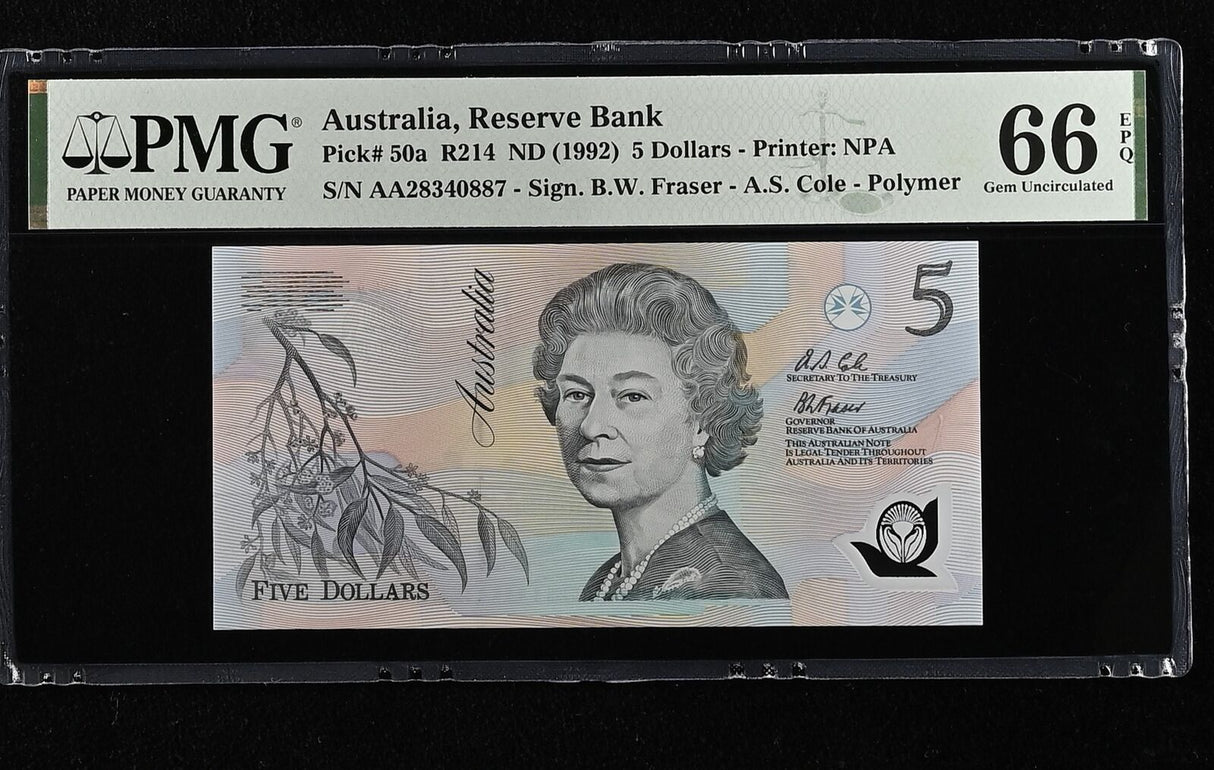 PMG®
PAPER MONEY GUARANTY
Australia, Reserve Bank
Pick# 50a R214 ND (1992) 5 Dollars - Printer: NPA
S/N AA28340887 - Sign. B.W. Fraser - A.S. Cole - Polymer
66 EPQ
Gem Uncirculated
Australia
5
A.S. Cole
SECRETARY TO THE TREASURY
B W Fraser
GOVERNOR
RESERVE BANK OF AUSTRALIA
THIS AUSTRALIAN NOTE
IS LEGAL TENDER THROUGHOUT
AUSTRALIA AND ITS TERRITORIES
FIVE DOLLARS